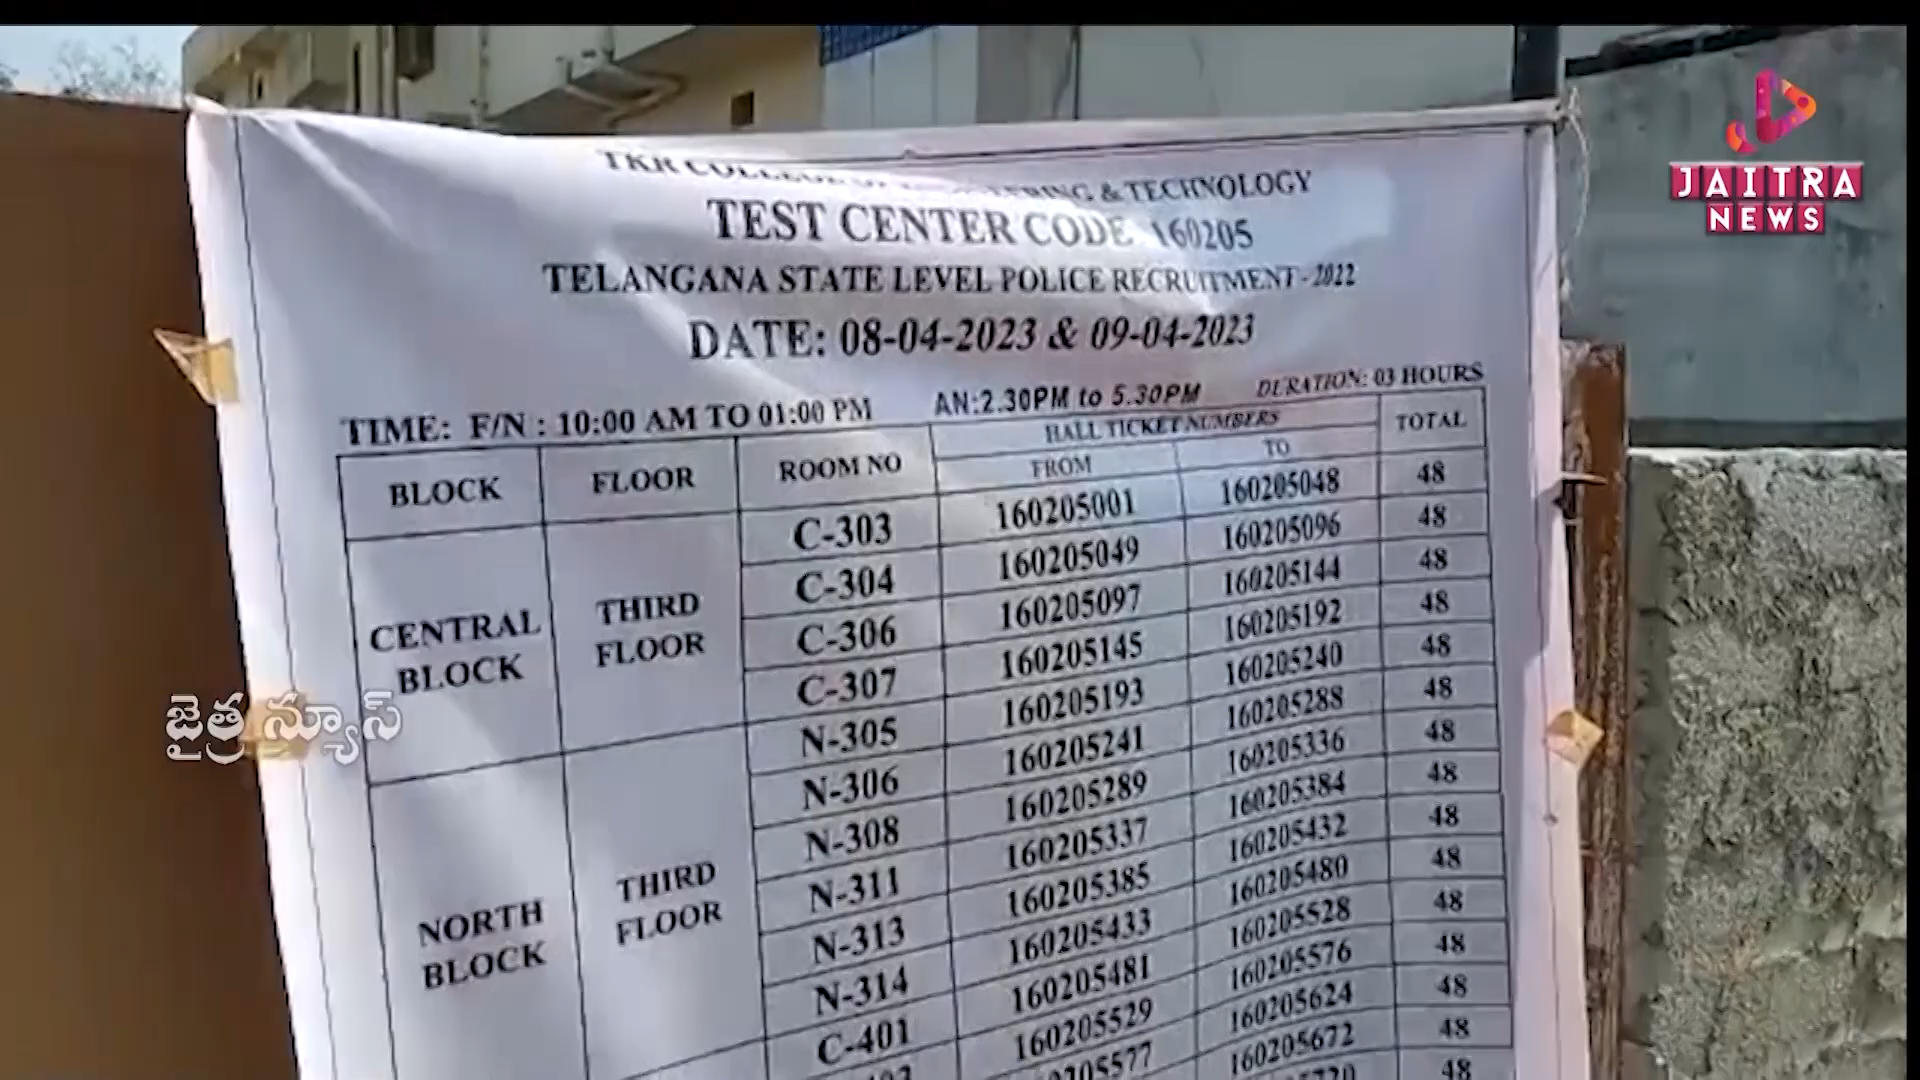 JAITRA
NEWS
TKR COLLEGE OF ENGINEERING & TECHNOLOGY
TEST CENTER CODE 160205
TELANGANA STATE LEVEL POLICE RECRUITMENT - 2022
DATE: 08-04-2023 & 09-04-2023
TIME: F/N : 10:00 AM TO 01:00 PM AN:2.30PM to 5.30PM DURATION: 03 HOURS
BLOCK FLOOR ROOM NO HALL TICKET NUMBERS TOTAL
FROM TO
CENTRAL BLOCK THIRD FLOOR C-303 160205001 160205048 48
C-304 160205049 160205096 48
C-306 160205097 160205144 48
C-307 160205145 160205192 48
NORTH BLOCK THIRD FLOOR N-305 160205193 160205240 48
N-306 160205241 160205288 48
N-308 160205289 160205336 48
N-311 160205337 160205384 48
N-313 160205385 160205432 48
N-314 160205433 160205480 48
C-401 160205481 160205528 48
160205529 160205576 48
160205624 48
160205672 48
48
జైత్ర న్యూస్